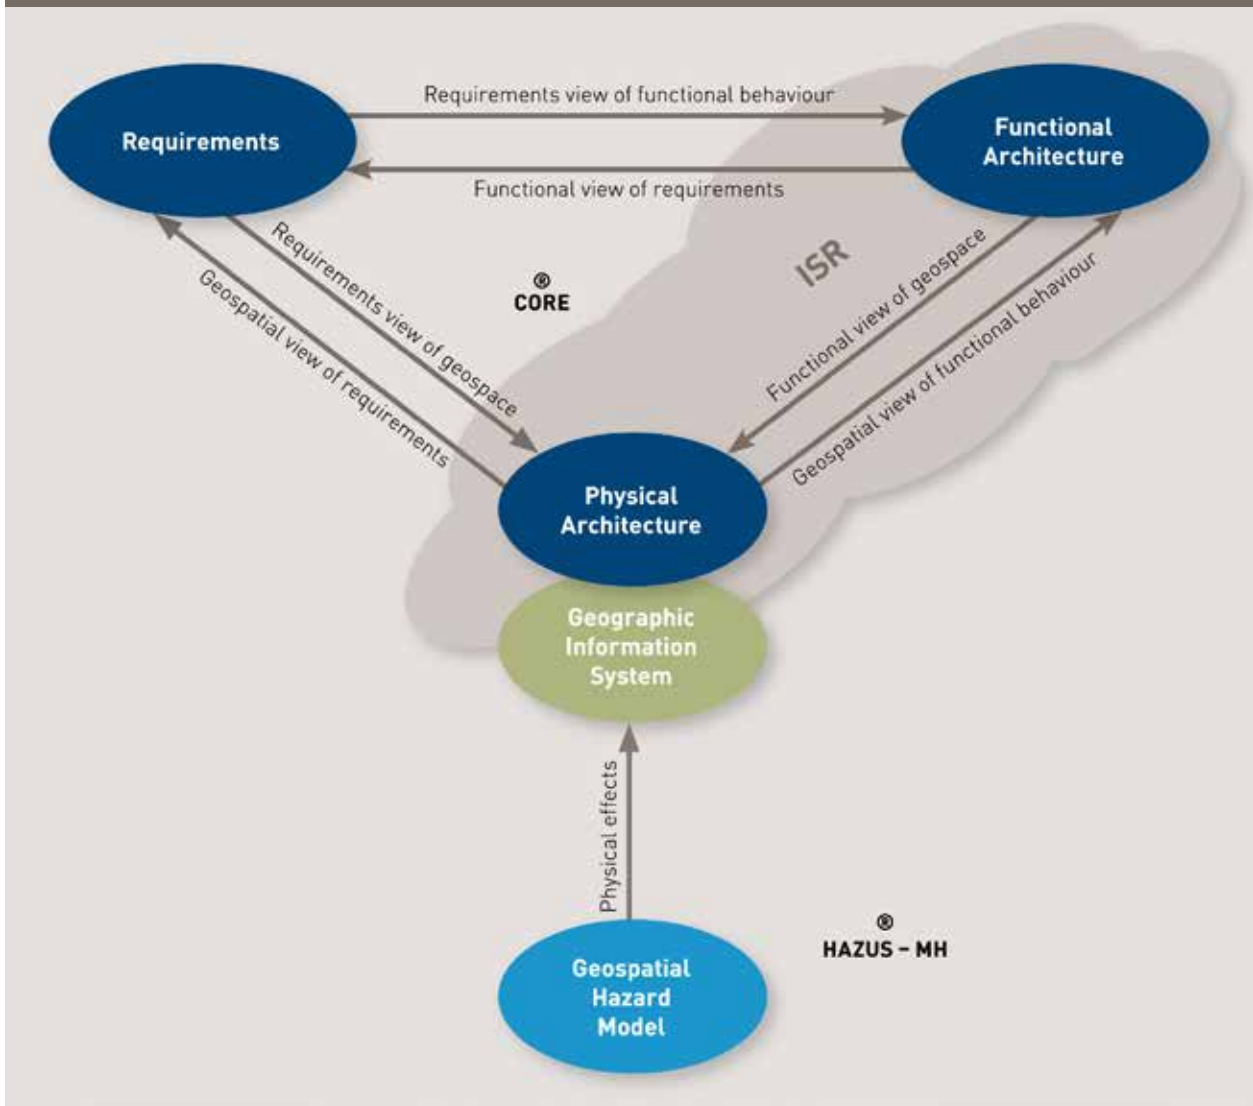 Requirements view of functional behaviour
Requirements
Functional
Architecture
Functional view of requirements
Requirements view of geospace
Geospatial view of requirements
®
CORE
ISR
Functional view of geospace
Geospatial view of functional behaviour
Physical
Architecture
Geographic
Information
System
Physical effects
®
HAZUS – MH
Geospatial
Hazard
Model